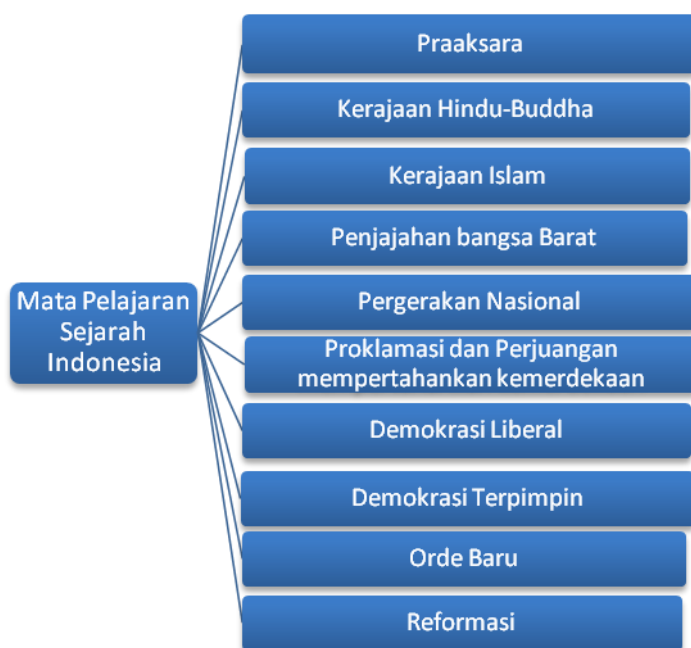 Mata Pelajaran
Sejarah
Indonesia
Praaksara
Kerajaan Hindu-Buddha
Kerajaan Islam
Penjajahan bangsa Barat
Pergerakan Nasional
Proklamasi dan Perjuangan
mempertahankan kemerdekaan
Demokrasi Liberal
Demokrasi Terpimpin
Orde Baru
Reformasi